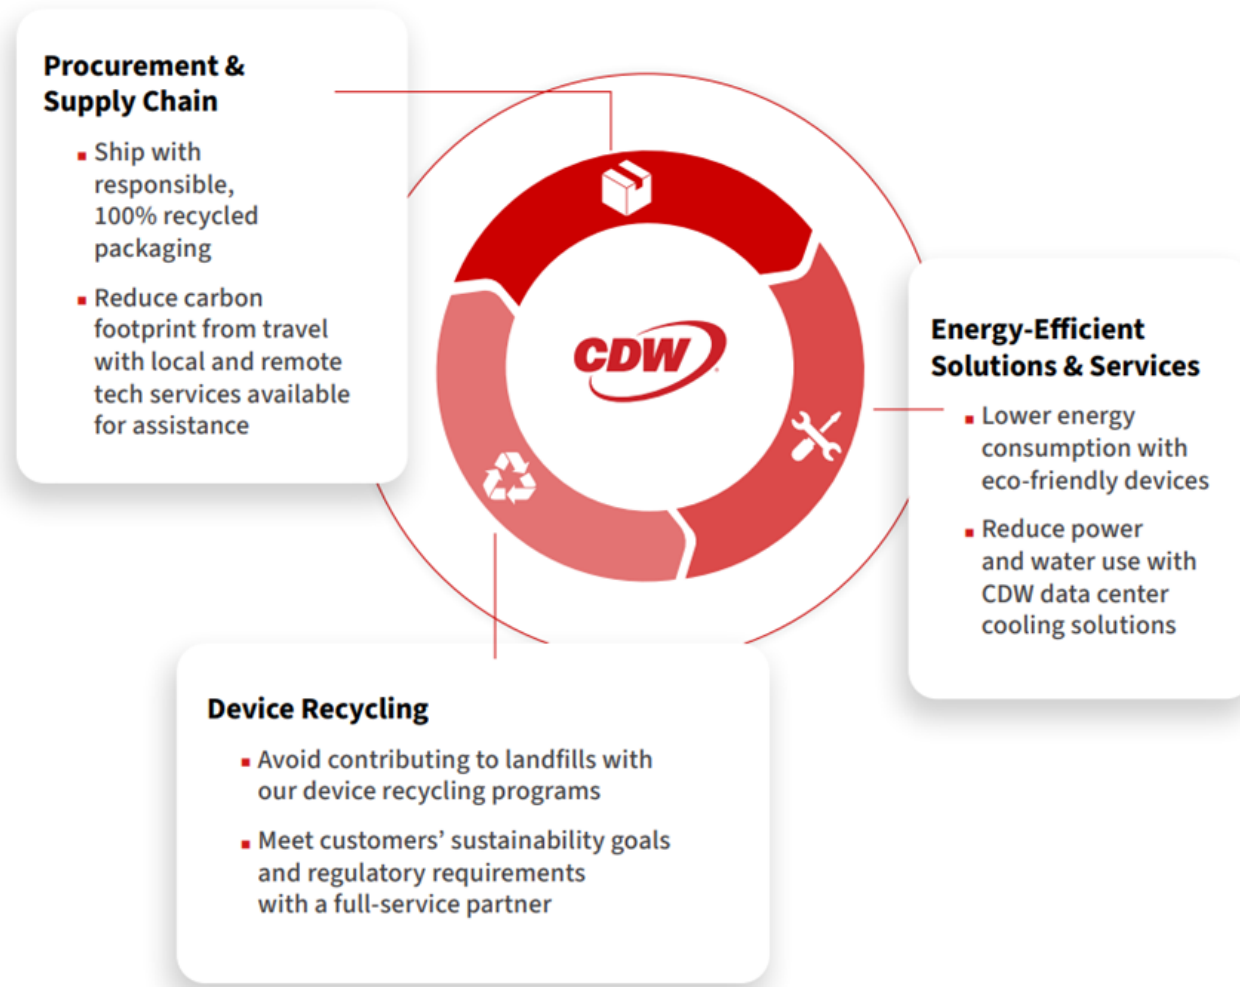 Procurement &
Supply Chain
▪ Ship with
responsible,
100% recycled
packaging
▪ Reduce carbon
footprint from travel
with local and remote
tech services available
for assistance
CDW
Energy-Efficient
Solutions & Services
▪ Lower energy
consumption with
eco-friendly devices
▪ Reduce power
and water use with
CDW data center
cooling solutions
Device Recycling
▪ Avoid contributing to landfills with
our device recycling programs
▪ Meet customers’ sustainability goals
and regulatory requirements
with a full-service partner